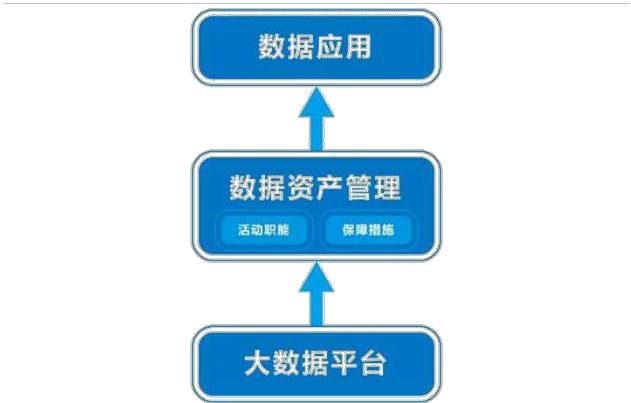 数据应用
数据资产管理
活动职能 保障措施
大数据平台